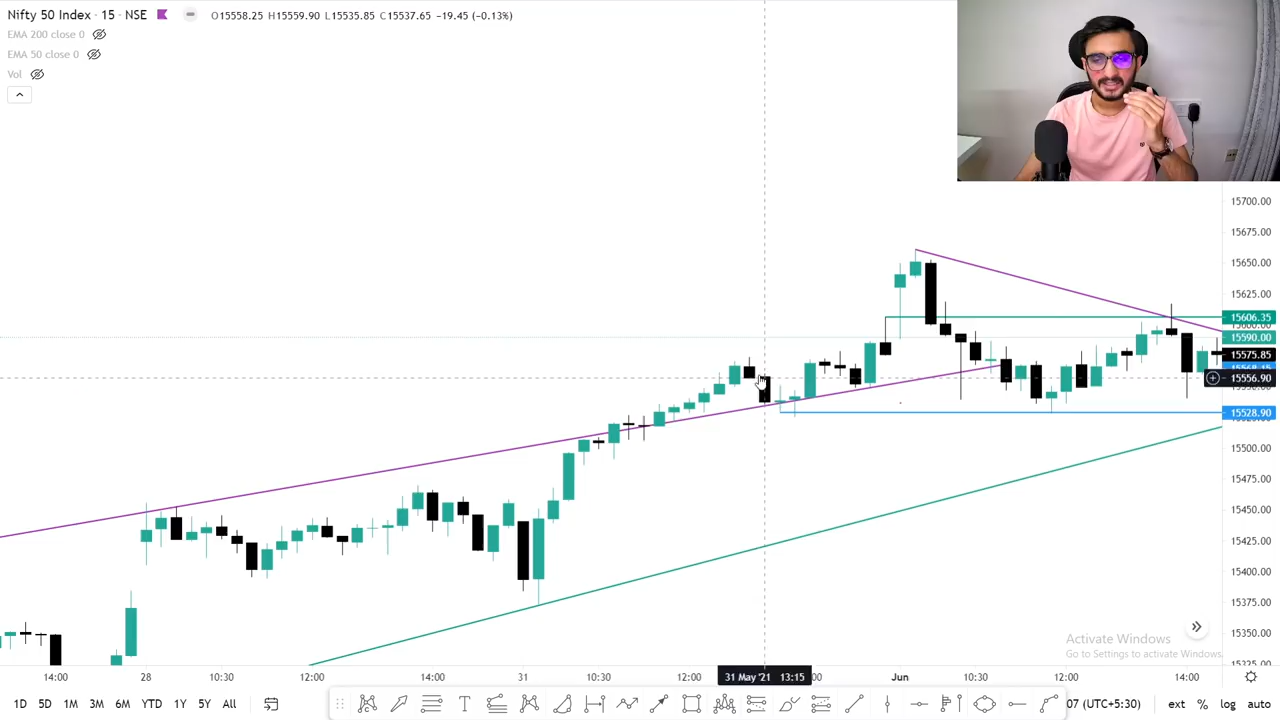 Nifty 50 Index · 15 · NSE O15558.25 H15559.90 L15535.85 C15537.65 -19.45 (-0.13%)
EMA 200 close 0
EMA 50 close 0
Vol
15700.00
15675.00
15650.00
15625.00
15606.35
15600.00
15590.00
15575.85
15556.90
15528.90
15500.00
15475.00
15450.00
15425.00
15400.00
15375.00
15350.00
15325.00
Activate Windows
Go to Settings to activate Windows.
14:00 28 10:30 12:00 14:00 31 10:30 12:00 31 May '21 13:15 Jun 10:30 12:00 14:00
1D 5D 1M 3M 6M YTD 1Y 5Y All T 07 (UTC+5:30) ext % log auto